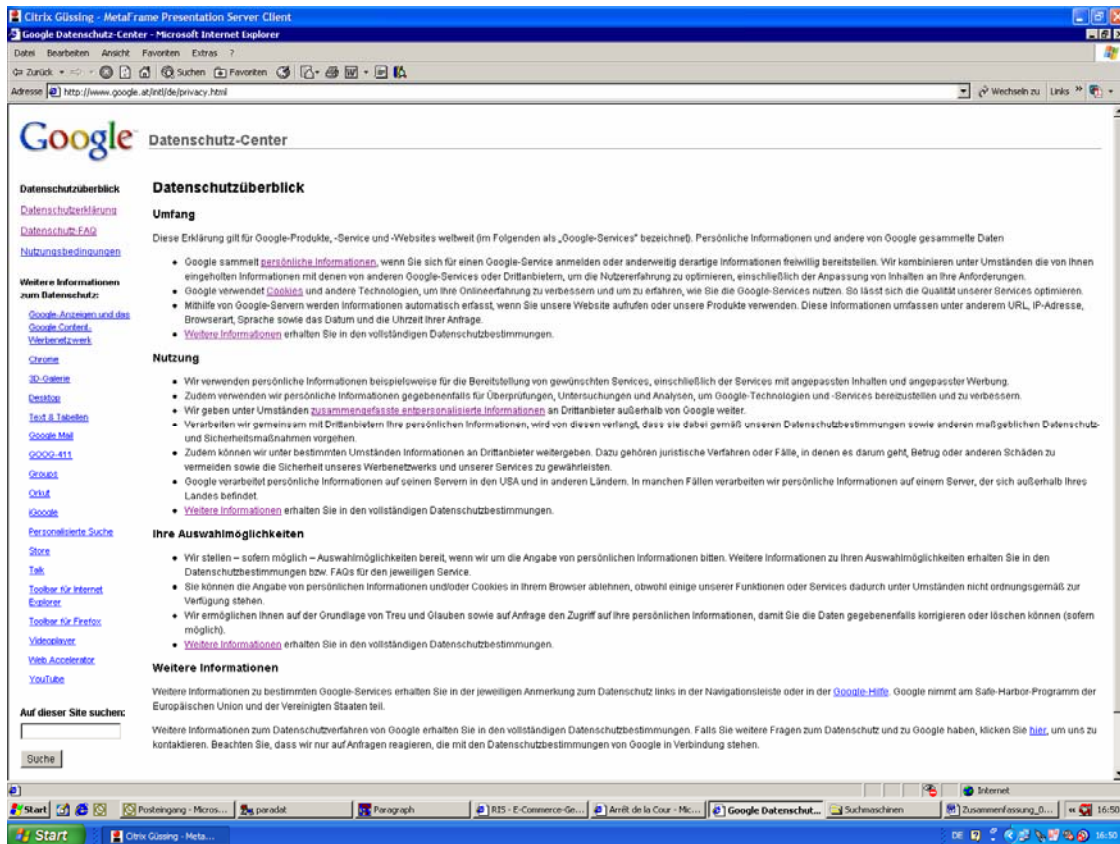 Citrix Güssing - MetaFrame Presentation Server Client
Google Datenschutz-Center - Microsoft Internet Explorer
Datei Bearbeiten Ansicht Favoriten Extras ?
Zurück Suchen Favoriten
Adresse http://www.google.at/intl/de/privacy.html Wechseln zu Links »
Google Datenschutz-Center
Datenschutzüberblick
Datenschutzerklärung
Datenschutz-FAQ
Nutzungsbedingungen
Weitere Informationen
zum Datenschutz:
Google-Anzeigen und das
Google Content-
Werbenetzwerk
Chrome
3D-Galerie
Desktop
Text & Tabellen
Google Mail
GOOG-411
Groups
Orkut
iGoogle
Personalisierte Suche
Store
Talk
Toolbar für Internet
Explorer
Toolbar für Firefox
Videoplayer
Web Accelerator
YouTube
Auf dieser Site suchen:
Suche
Datenschutzüberblick
Umfang
Diese Erklärung gilt für Google-Produkte, -Service und -Websites weltweit (im Folgenden als „Google-Services" bezeichnet). Persönliche Informationen und andere von Google gesammelte Daten
• Google sammelt persönliche Informationen, wenn Sie sich für einen Google-Service anmelden oder anderweitig derartige Informationen freiwillig bereitstellen. Wir kombinieren unter Umständen die von Ihnen
eingeholten Informationen mit denen von anderen Google-Services oder Drittanbietern, um die Nutzererfahrung zu optimieren, einschließlich der Anpassung von Inhalten an Ihre Anforderungen.
• Google verwendet Cookies und andere Technologien, um Ihre Onlineerfahrung zu verbessern und um zu erfahren, wie Sie die Google-Services nutzen. So lässt sich die Qualität unserer Services optimieren.
• Mithilfe von Google-Servern werden Informationen automatisch erfasst, wenn Sie unsere Website aufrufen oder unsere Produkte verwenden. Diese Informationen umfassen unter anderem URL, IP-Adresse,
Browserart, Sprache sowie das Datum und die Uhrzeit Ihrer Anfrage.
• Weitere Informationen erhalten Sie in den vollständigen Datenschutzbestimmungen.
Nutzung
• Wir verwenden persönliche Informationen beispielsweise für die Bereitstellung von gewünschten Services, einschließlich der Services mit angepassten Inhalten und angepasster Werbung.
• Zudem verwenden wir persönliche Informationen gegebenenfalls für Überprüfungen, Untersuchungen und Analysen, um Google-Technologien und -Services bereitzustellen und zu verbessern.
• Wir geben unter Umständen zusammengefasste entpersonalisierte Informationen an Drittanbieter außerhalb von Google weiter.
• Verarbeiten wir gemeinsam mit Drittanbietern Ihre persönlichen Informationen, wird von diesen verlangt, dass sie dabei gemäß unseren Datenschutzbestimmungen sowie anderen maßgeblichen Datenschutz-
und Sicherheitsmaßnahmen vorgehen.
• Zudem können wir unter bestimmten Umständen Informationen an Drittanbieter weitergeben. Dazu gehören juristische Verfahren oder Fälle, in denen es darum geht, Betrug oder anderen Schäden zu
vermeiden sowie die Sicherheit unseres Werbenetzwerks und unserer Services zu gewährleisten.
• Google verarbeitet persönliche Informationen auf seinen Servern in den USA und in anderen Ländern. In manchen Fällen verarbeiten wir persönliche Informationen auf einem Server, der sich außerhalb Ihres
Landes befindet.
• Weitere Informationen erhalten Sie in den vollständigen Datenschutzbestimmungen.
Ihre Auswahlmöglichkeiten
• Wir stellen – sofern möglich – Auswahlmöglichkeiten bereit, wenn wir um die Angabe von persönlichen Informationen bitten. Weitere Informationen zu Ihren Auswahlmöglichkeiten erhalten Sie in den
Datenschutzbestimmungen bzw. FAQs für den jeweiligen Service.
• Sie können die Angabe von persönlichen Informationen und/oder Cookies in Ihrem Browser ablehnen, obwohl einige unserer Funktionen oder Services dadurch unter Umständen nicht ordnungsgemäß zur
Verfügung stehen.
• Wir ermöglichen Ihnen auf der Grundlage von Treu und Glauben sowie auf Anfrage den Zugriff auf Ihre persönlichen Informationen, damit Sie die Daten gegebenenfalls korrigieren oder löschen können (sofern
möglich).
• Weitere Informationen erhalten Sie in den vollständigen Datenschutzbestimmungen.
Weitere Informationen
Weitere Informationen zu bestimmten Google-Services erhalten Sie in der jeweiligen Anmerkung zum Datenschutz links in der Navigationsleiste oder in der Google-Hilfe. Google nimmt am Safe-Harbor-Programm der
Europäischen Union und der Vereinigten Staaten teil.
Weitere Informationen zum Datenschutzverfahren von Google erhalten Sie in den vollständigen Datenschutzbestimmungen. Falls Sie weitere Fragen zum Datenschutz und zu Google haben, klicken Sie hier, um uns zu
kontaktieren. Beachten Sie, dass wir nur auf Anfragen reagieren, die mit den Datenschutzbestimmungen von Google in Verbindung stehen.
Internet
Start Posteingang - Micros... paradat Paragraph RIS - E-Commerce-Ge... Arrêt de la Cour - Mic... Google Datenschut... Suchmaschinen Zusammenfassung_0... « 16:50
Start Citrix Güssing - Meta... DE 16:50